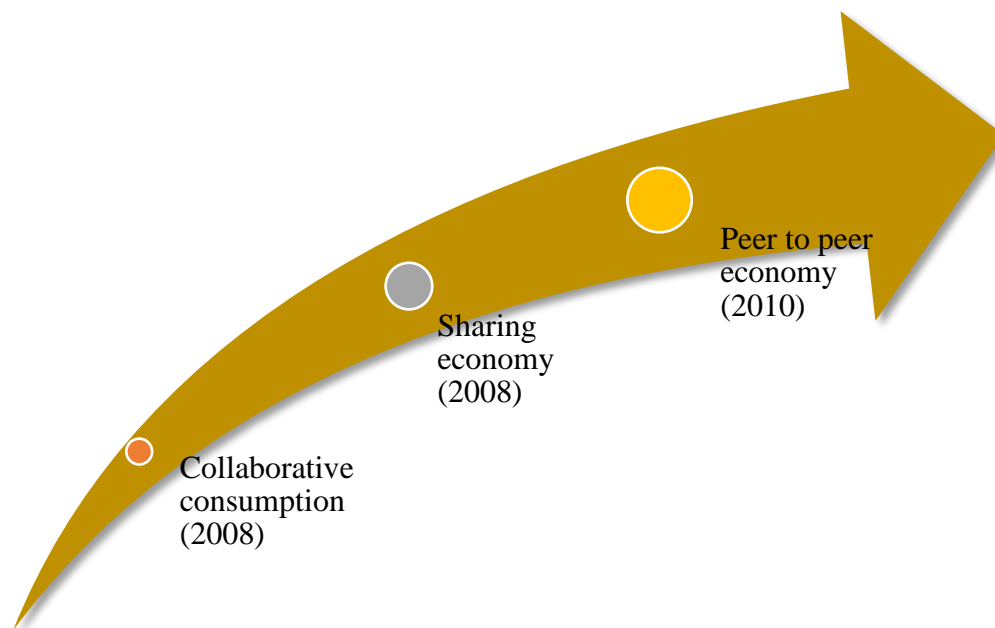 Peer to peer
economy
(2010)
Sharing
economy
(2008)
Collaborative
consumption
(2008)